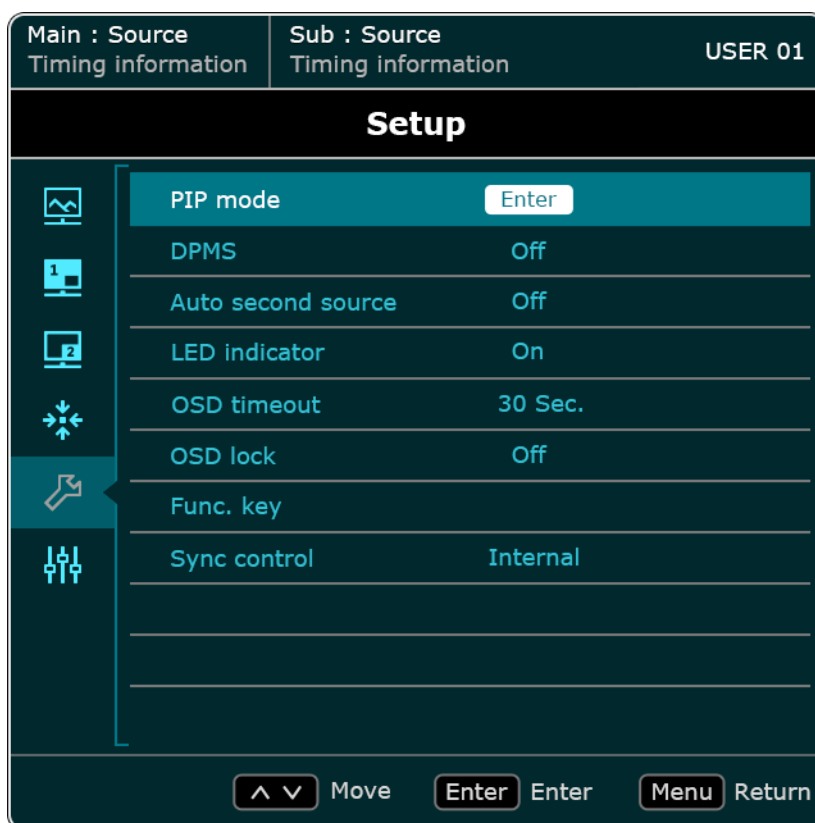 Main : Source
Timing information
Sub : Source
Timing information
USER 01
Setup
PIP mode Enter
DPMS Off
Auto second source Off
LED indicator On
OSD timeout 30 Sec.
OSD lock Off
Func. key
Sync control Internal
1
2
Move Enter Enter Menu Return